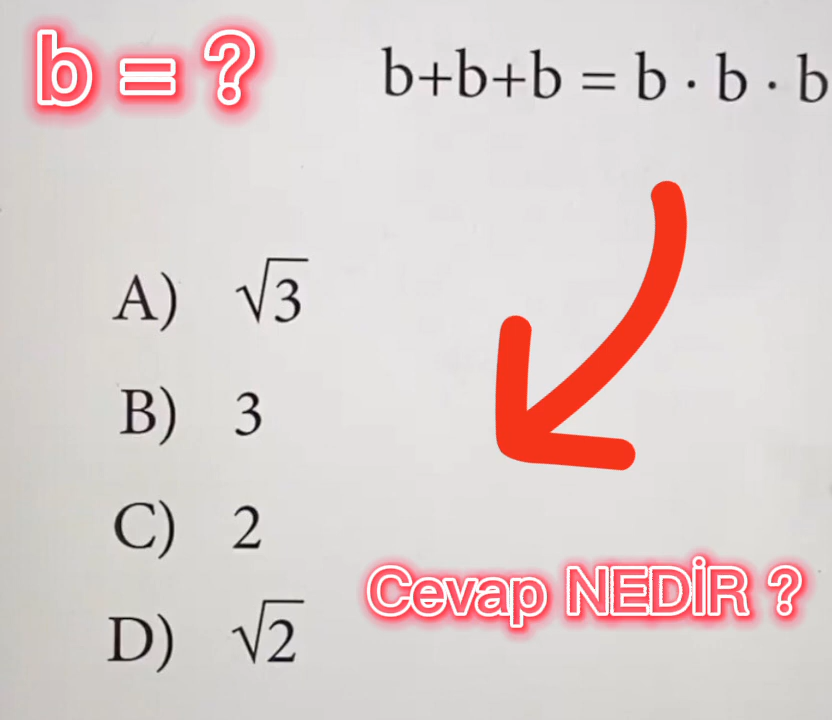 b = ?
b+b+b = b · b · b
A) √3
B) 3
C) 2
D) √2
Cevap NEDİR ?